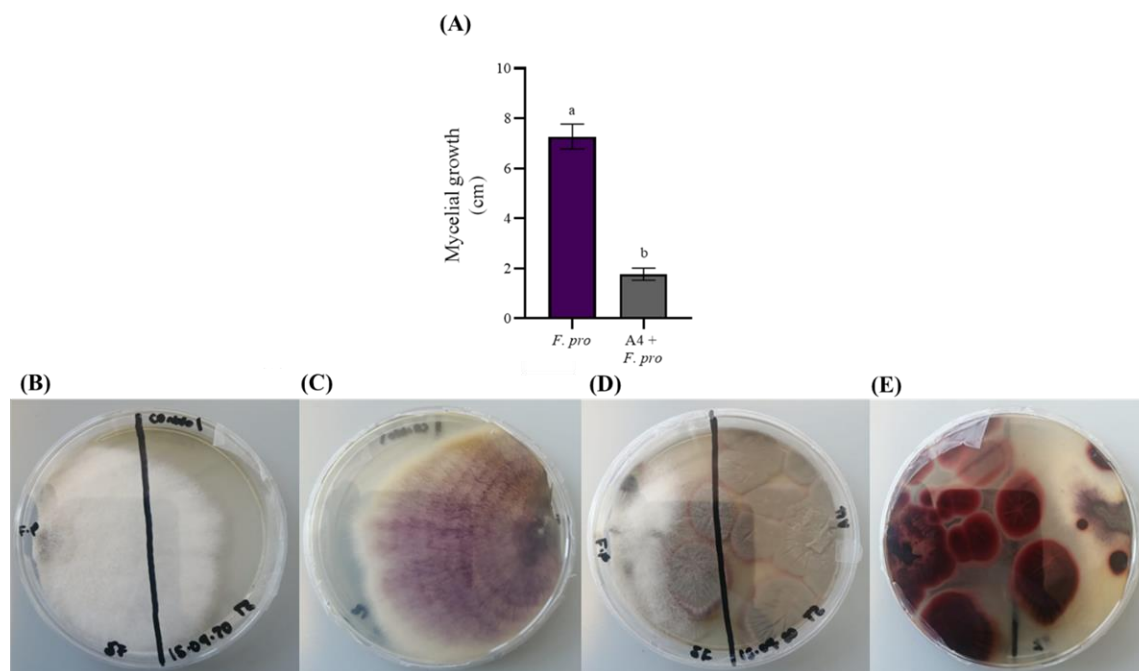 (A)
10
8
6
4
2
0
Mycelial growth
(cm)
a
b
F. pro
A4 +
F. pro
(B)
(C)
(D)
(E)
F.P
F.P